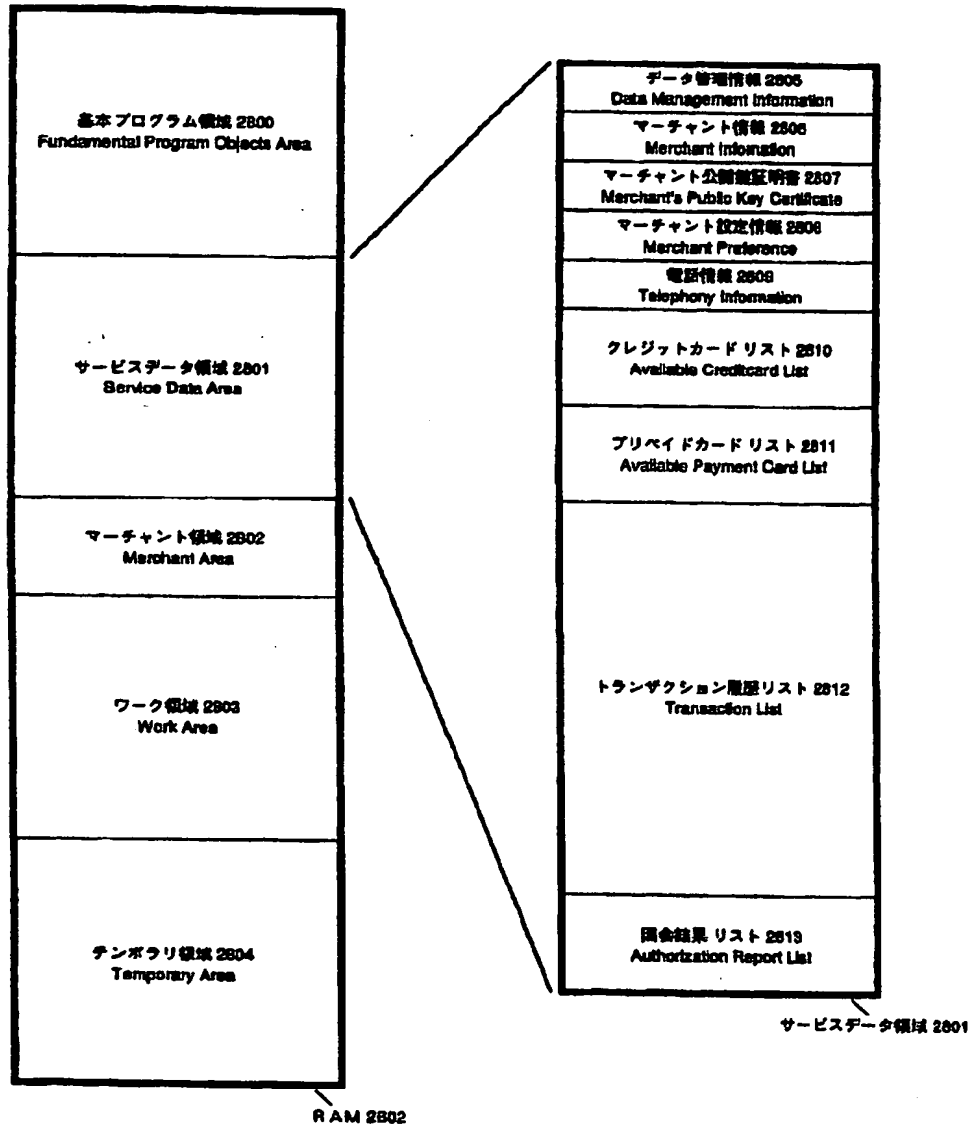 基本プログラム領域 2800
Fundamental Program Objects Area
サービスデータ領域 2801
Service Data Area
マーチャント領域 2802
Merchant Area
ワーク領域 2803
Work Area
テンポラリ領域 2804
Temporary Area
RAM 2602
データ管理情報 2805
Data Management Information
マーチャント情報 2806
Merchant Information
マーチャント公開鍵証明書 2807
Merchant's Public Key Certificate
マーチャント設定情報 2808
Merchant Preference
電話情報 2809
Telephony Information
クレジットカード リスト 2810
Available Creditcard List
プリペイドカード リスト 2811
Available Payment Card List
トランザクション履歴リスト 2812
Transaction List
照会結果 リスト 2813
Authorization Report List
サービスデータ領域 2801